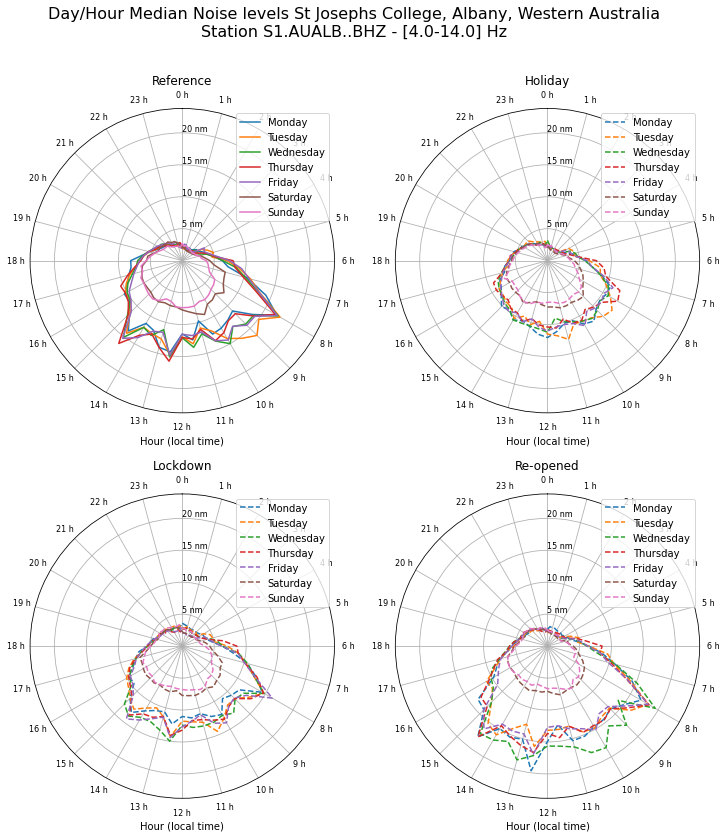 Day/Hour Median Noise levels St Josephs College, Albany, Western Australia
Station S1.AUALB..BHZ - [4.0-14.0] Hz
Reference
0 h
1 h
5 h
6 h
7 h
8 h
9 h
10 h
11 h
12 h
13 h
14 h
15 h
16 h
17 h
18 h
19 h
20 h
21 h
22 h
23 h
5 nm
10 nm
15 nm
20 nm
Monday
Tuesday
Wednesday
Thursday
Friday
Saturday
Sunday
Hour (local time)
Holiday
0 h
1 h
5 h
6 h
7 h
8 h
9 h
10 h
11 h
12 h
13 h
14 h
15 h
16 h
17 h
18 h
19 h
20 h
21 h
22 h
23 h
5 nm
10 nm
15 nm
20 nm
Monday
Tuesday
Wednesday
Thursday
Friday
Saturday
Sunday
Hour (local time)
Lockdown
0 h
1 h
5 h
6 h
7 h
8 h
9 h
10 h
11 h
12 h
13 h
14 h
15 h
16 h
17 h
18 h
19 h
20 h
21 h
22 h
23 h
5 nm
10 nm
15 nm
20 nm
Monday
Tuesday
Wednesday
Thursday
Friday
Saturday
Sunday
Hour (local time)
Re-opened
0 h
1 h
5 h
6 h
7 h
8 h
9 h
10 h
11 h
12 h
13 h
14 h
15 h
16 h
17 h
18 h
19 h
20 h
21 h
22 h
23 h
5 nm
10 nm
15 nm
20 nm
Monday
Tuesday
Wednesday
Thursday
Friday
Saturday
Sunday
Hour (local time)